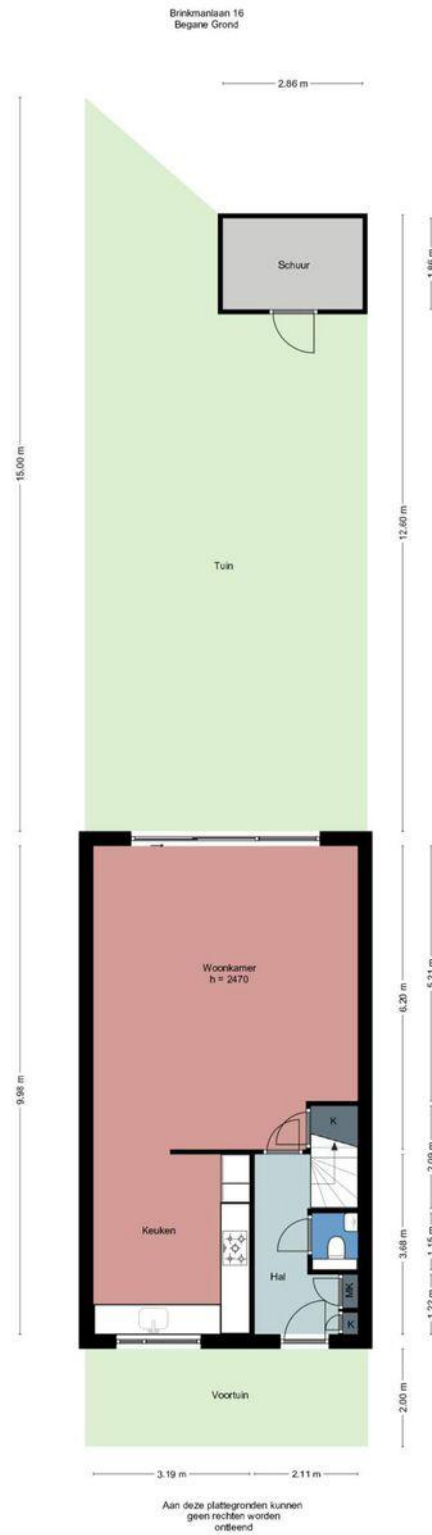 Brinkmanlaan 16
Begane Grond
2.86 m
Schuur
1.86 m
15.00 m
12.60 m
Tuin
Woonkamer
h = 2470
5.21 m
6.20 m
9.98 m
K
2.09 m
Keuken
3.68 m
1.15 m
Hal
MK
1.22 m
K
Voortuin
2.00 m
3.19 m
2.11 m
Aan deze plattegronden kunnen
geen rechten worden
ontleend